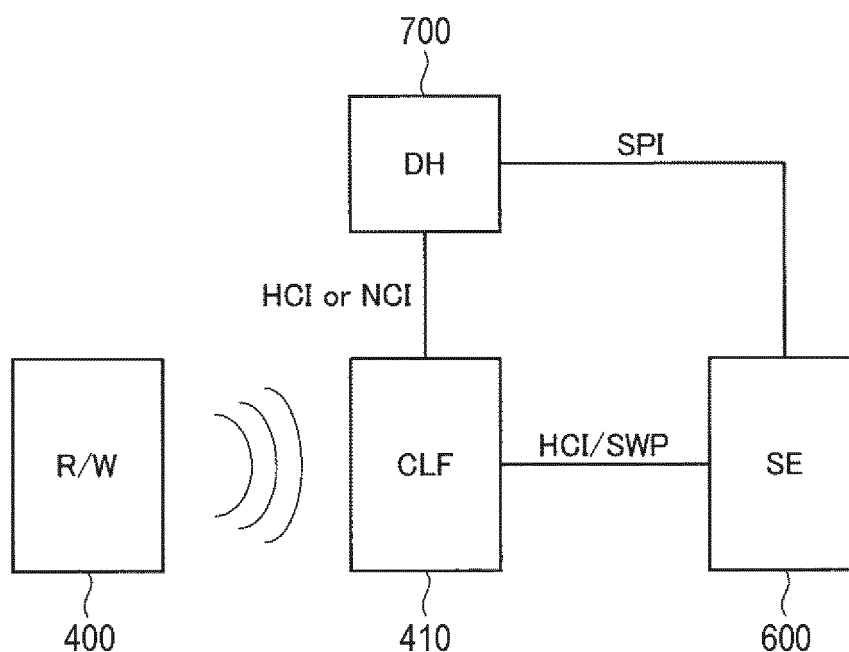 700
DH
SPI
HCI or NCI
R/W
CLF
HCI/SWP
SE
400
410
600